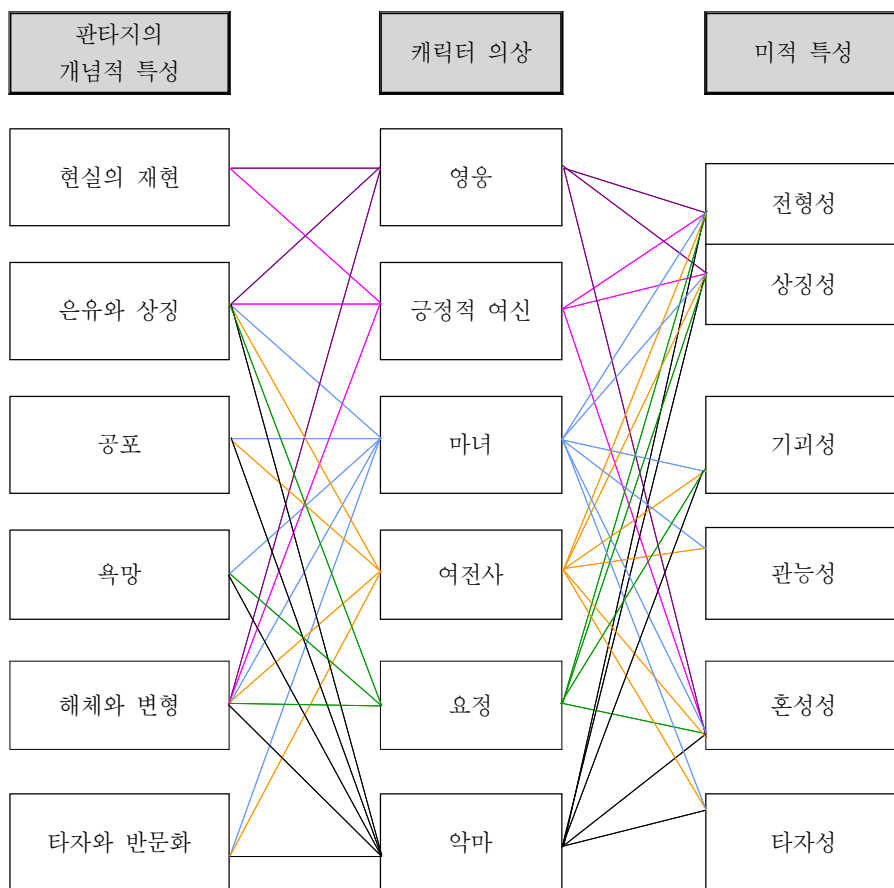 판타지의
개념적 특성
캐릭터 의상
미적 특성
현실의 재현
영웅
전형성
은유와 상징
긍정적 여신
상징성
공포
마녀
기괴성
욕망
여전사
관능성
해체와 변형
요정
혼성성
타자와 반문화
악마
타자성